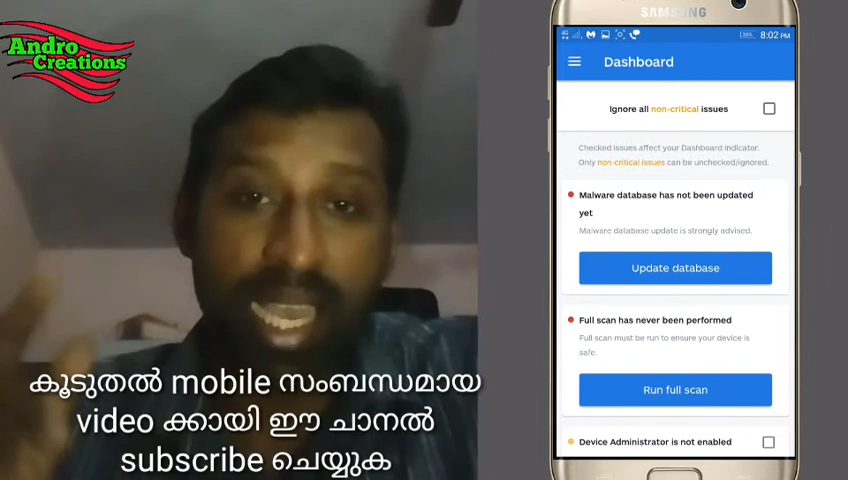 Andro
Creations
കൂടുതൽ mobile സംബന്ധമായ
video ക്കായി ഈ ചാനൽ
subscribe ചെയ്യുക
SAMSUNG
8:02 PM
Dashboard
Ignore all non-critical issues
Checked issues affect your Dashboard indicator.
Only non-critical issues can be unchecked/ignored.
Malware database has not been updated
yet
Malware database update is strongly advised.
Update database
Full scan has never been performed
Full scan must be run to ensure your device is
safe.
Run full scan
Device Administrator is not enabled